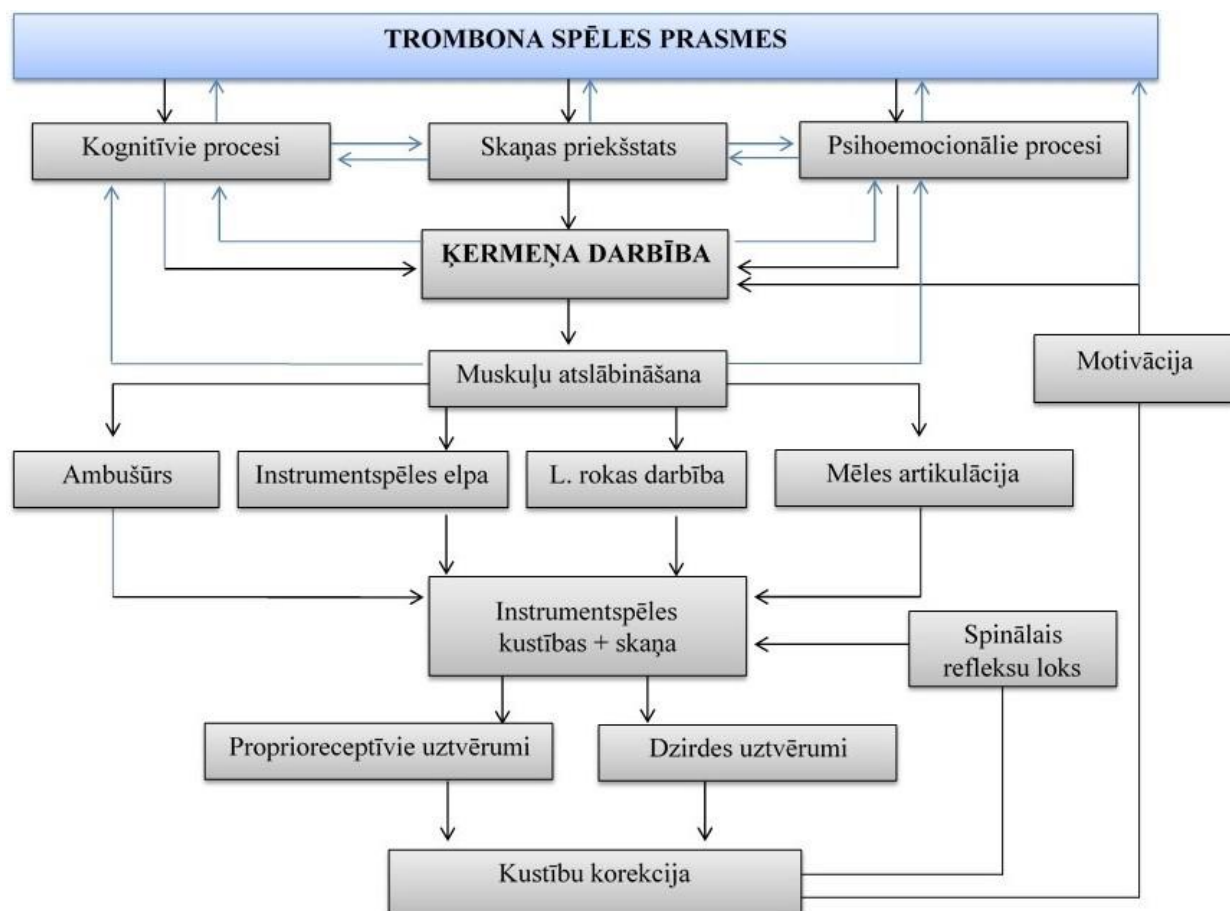 TROMBONA SPĒLES PRASMES
Kognitīvie procesi
Skaņas priekšstats
Psihoemocionālie procesi
ĶERMEŅA DARBĪBA
Muskuļu atslābināšana
Motivācija
Ambušūrs
Instrumentspēles elpa
L. rokas darbība
Mēles artikulācija
Instrumentspēles
kustības + skaņa
Spinālais
refleksu loks
Proprioreceptīvie uztvērumi
Dzirdes uztvērumi
Kustību korekcija